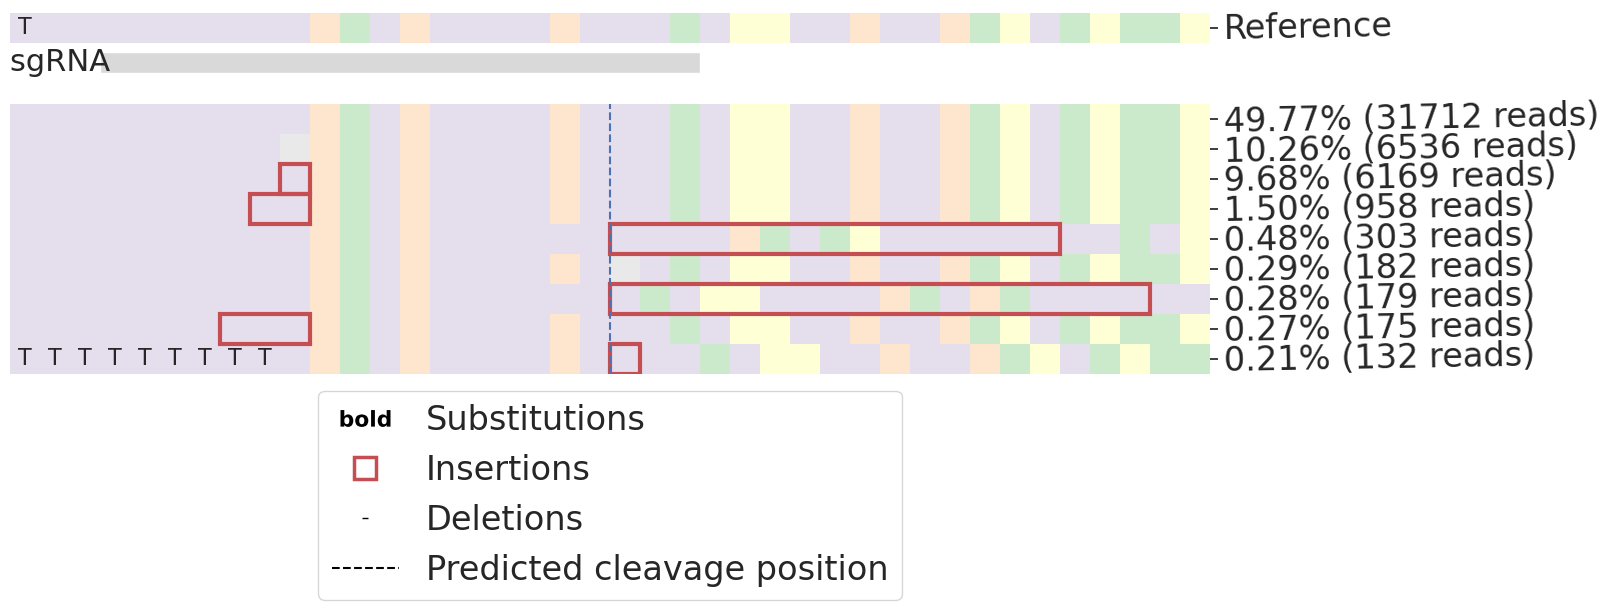 T Reference
sgRNA
49.77% (31712 reads)
10.26% (6536 reads)
9.68% (6169 reads)
1.50% (958 reads)
0.48% (303 reads)
0.29% (182 reads)
0.28% (179 reads)
0.27% (175 reads)
T T T T T T T T T 0.21% (132 reads)
bold Substitutions
Insertions
- Deletions
Predicted cleavage position